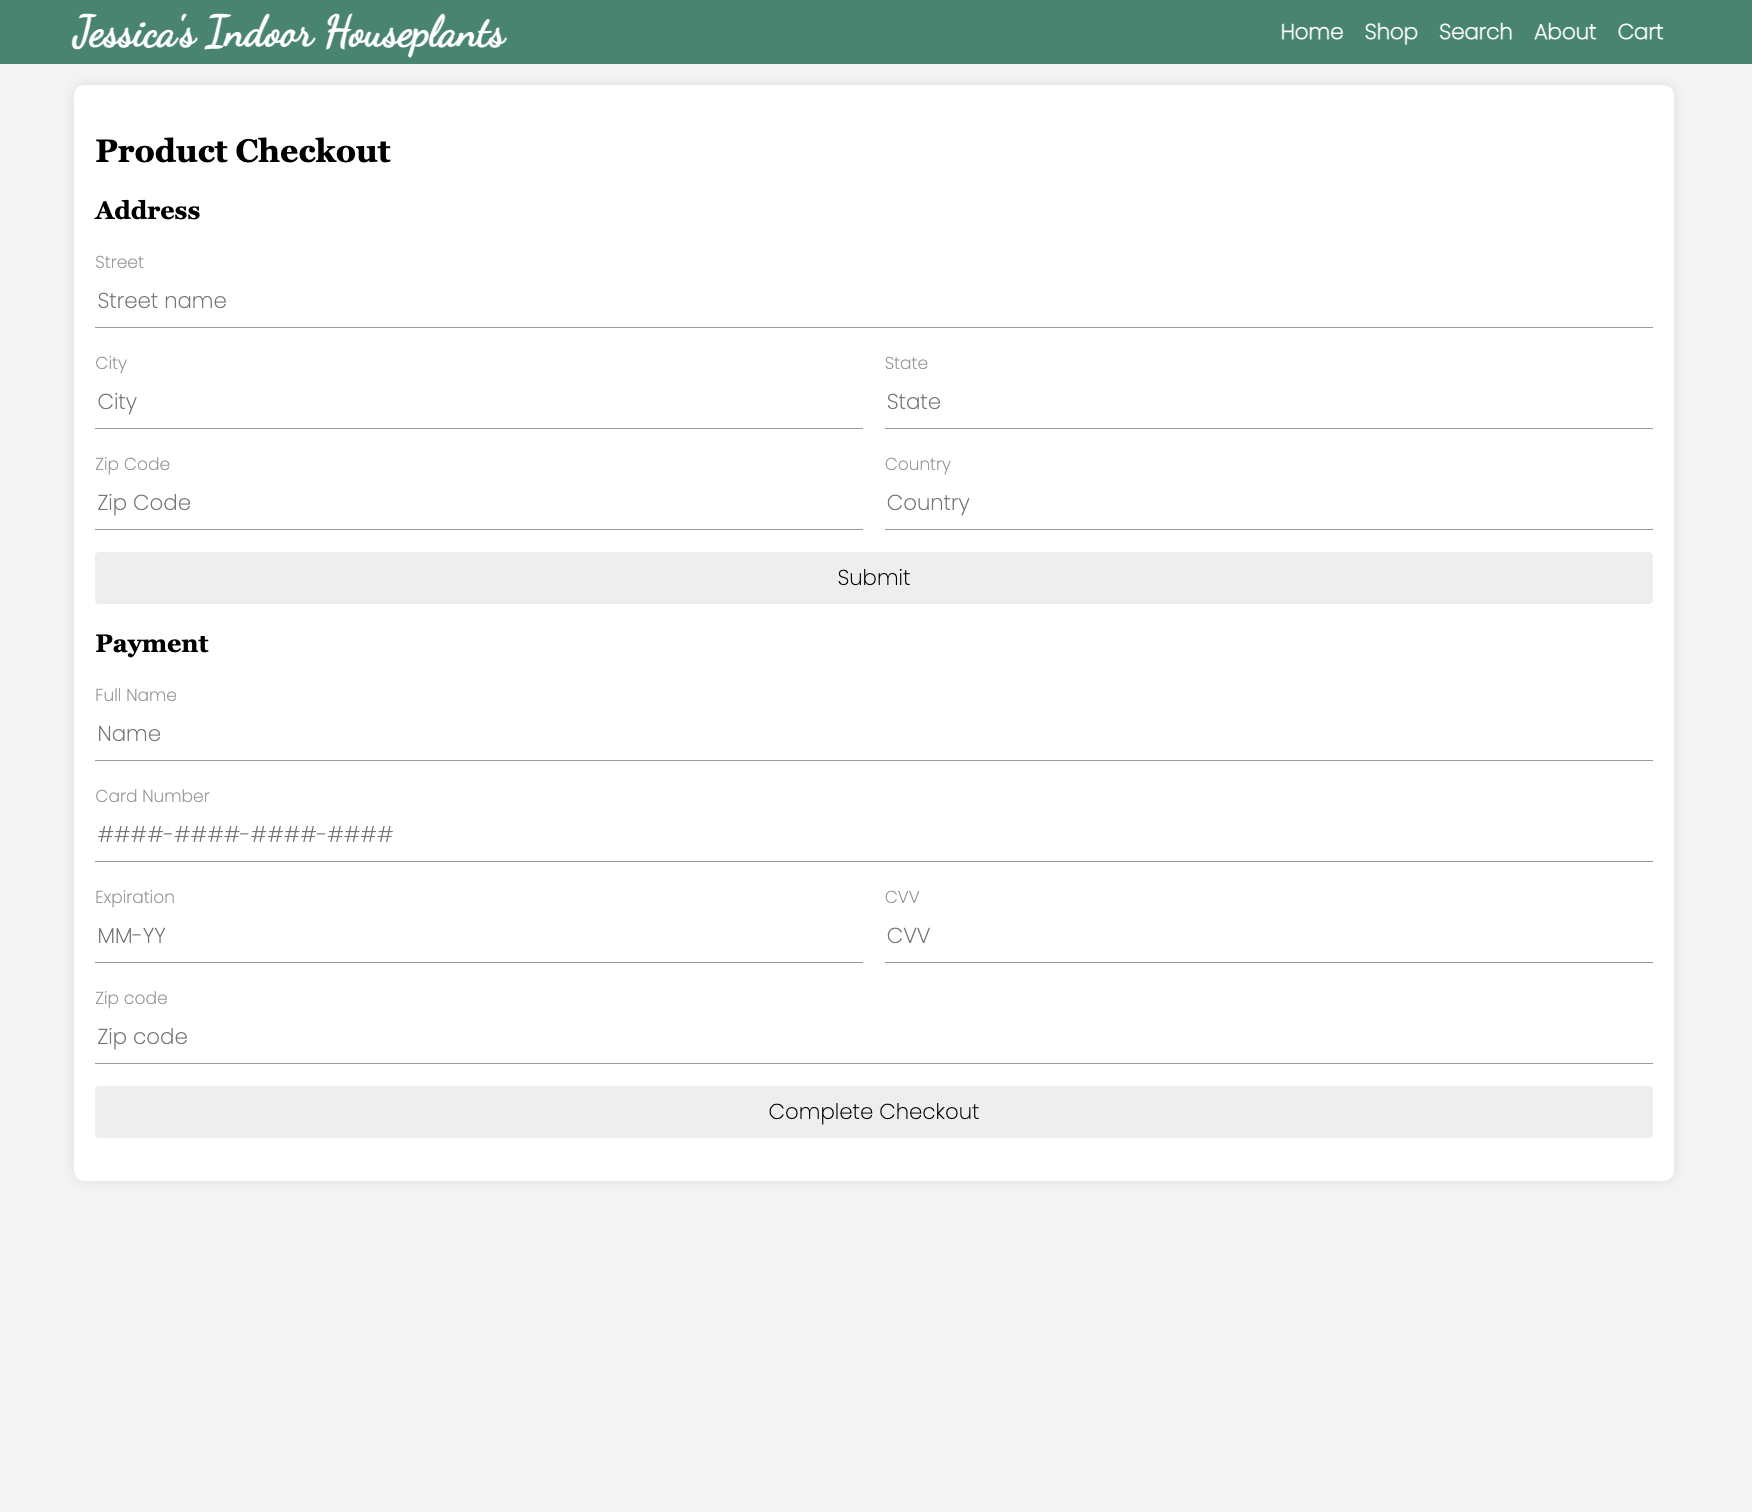 Jessica's Indoor Houseplants
Home Shop Search About Cart
Product Checkout
Address
Street
Street name
City State
City State
Zip Code Country
Zip Code Country
Submit
Payment
Full Name
Name
Card Number
####-####-####-####
Expiration CVV
MM-YY CVV
Zip code
Zip code
Complete Checkout